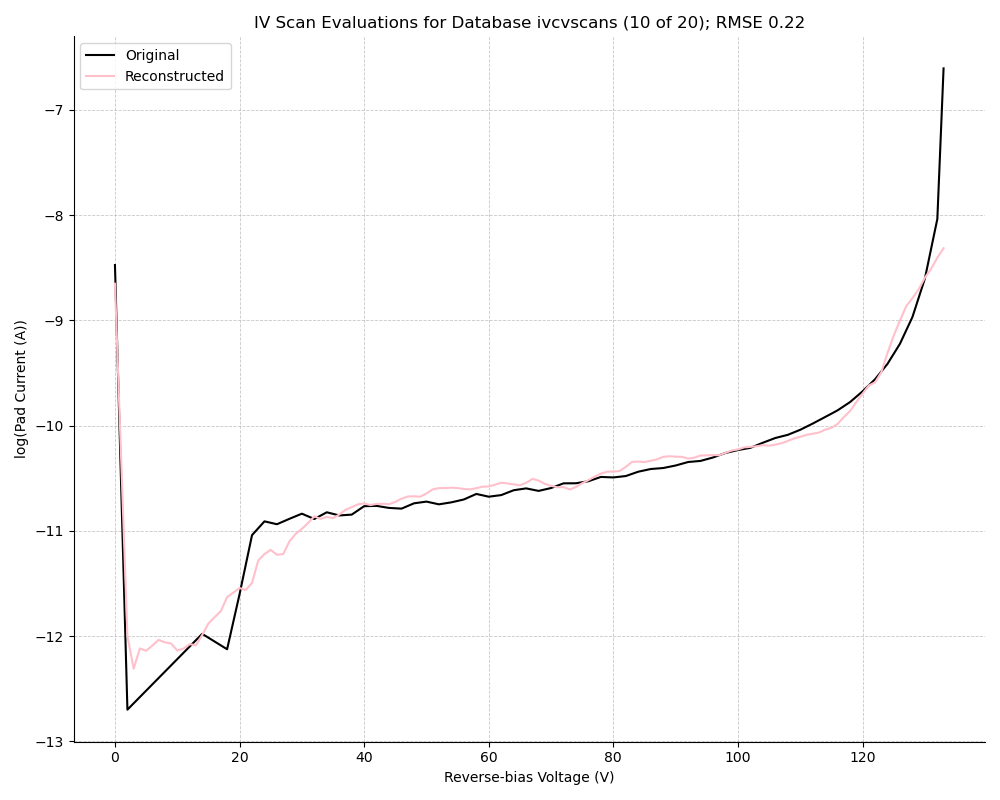 IV Scan Evaluations for Database ivcvscans (10 of 20); RMSE 0.22
Original
Reconstructed
log(Pad Current (A))
−7
−8
−9
−10
−11
−12
−13
0
20
40
60
80
100
120
Reverse-bias Voltage (V)